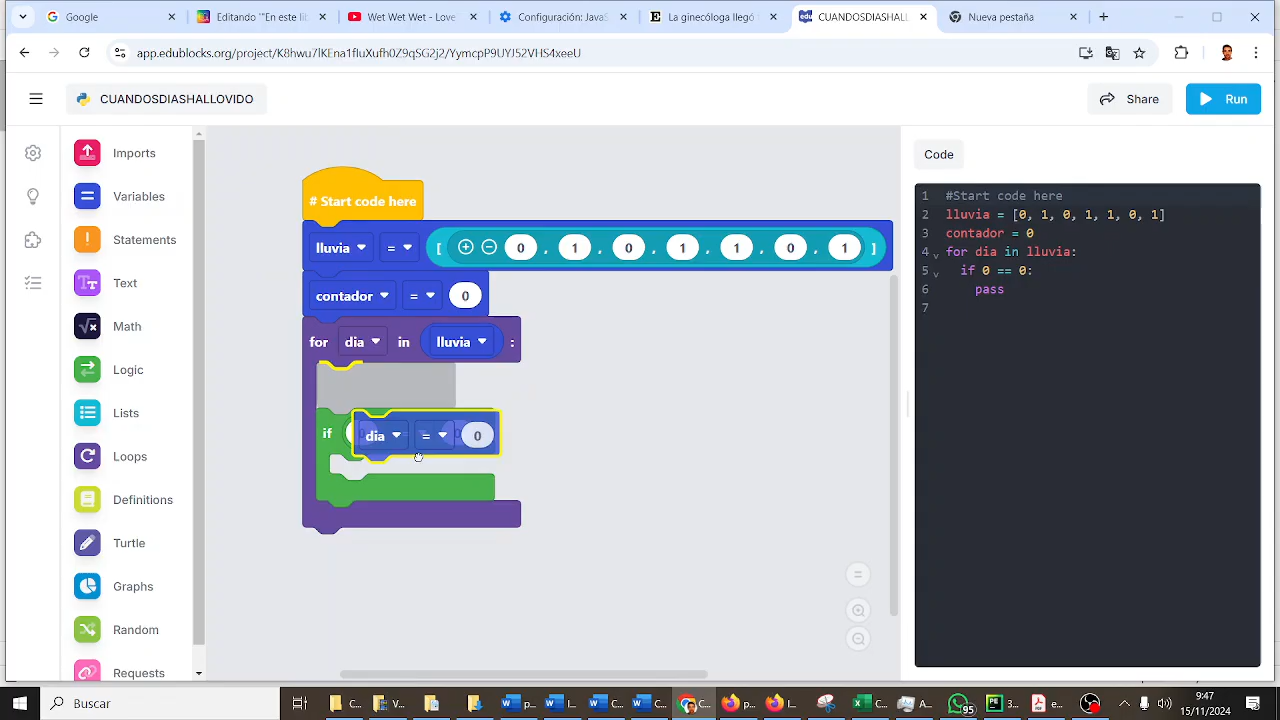 Google
Editando "En este li
Wet Wet Wet - Love
Configuración: JavaS
La ginecóloga llegó
CUANDOSDIASHALLOVID
Nueva pestaña
app.edublocks.org/project/K8hwu7lKEna1fluXufh0Z9qSG2j2/YymcpP9UYJ52VHS4xeeU
CUANDOSDIASHALLOVIDO
Share
Run
Imports
Variables
Statements
Text
Math
Logic
Lists
Loops
Definitions
Turtle
Graphs
Random
Requests
# Start code here
lluvia = [ 0 , 1 , 0 , 1 , 1 , 0 , 1 ]
contador = 0
for dia in lluvia :
if dia = 0
Code
1 #Start code here
2 lluvia = [0, 1, 0, 1, 1, 0, 1]
3 contador = 0
4 for dia in lluvia:
5 if 0 == 0:
6 pass
7
Buscar
95
9:47
15/11/2024